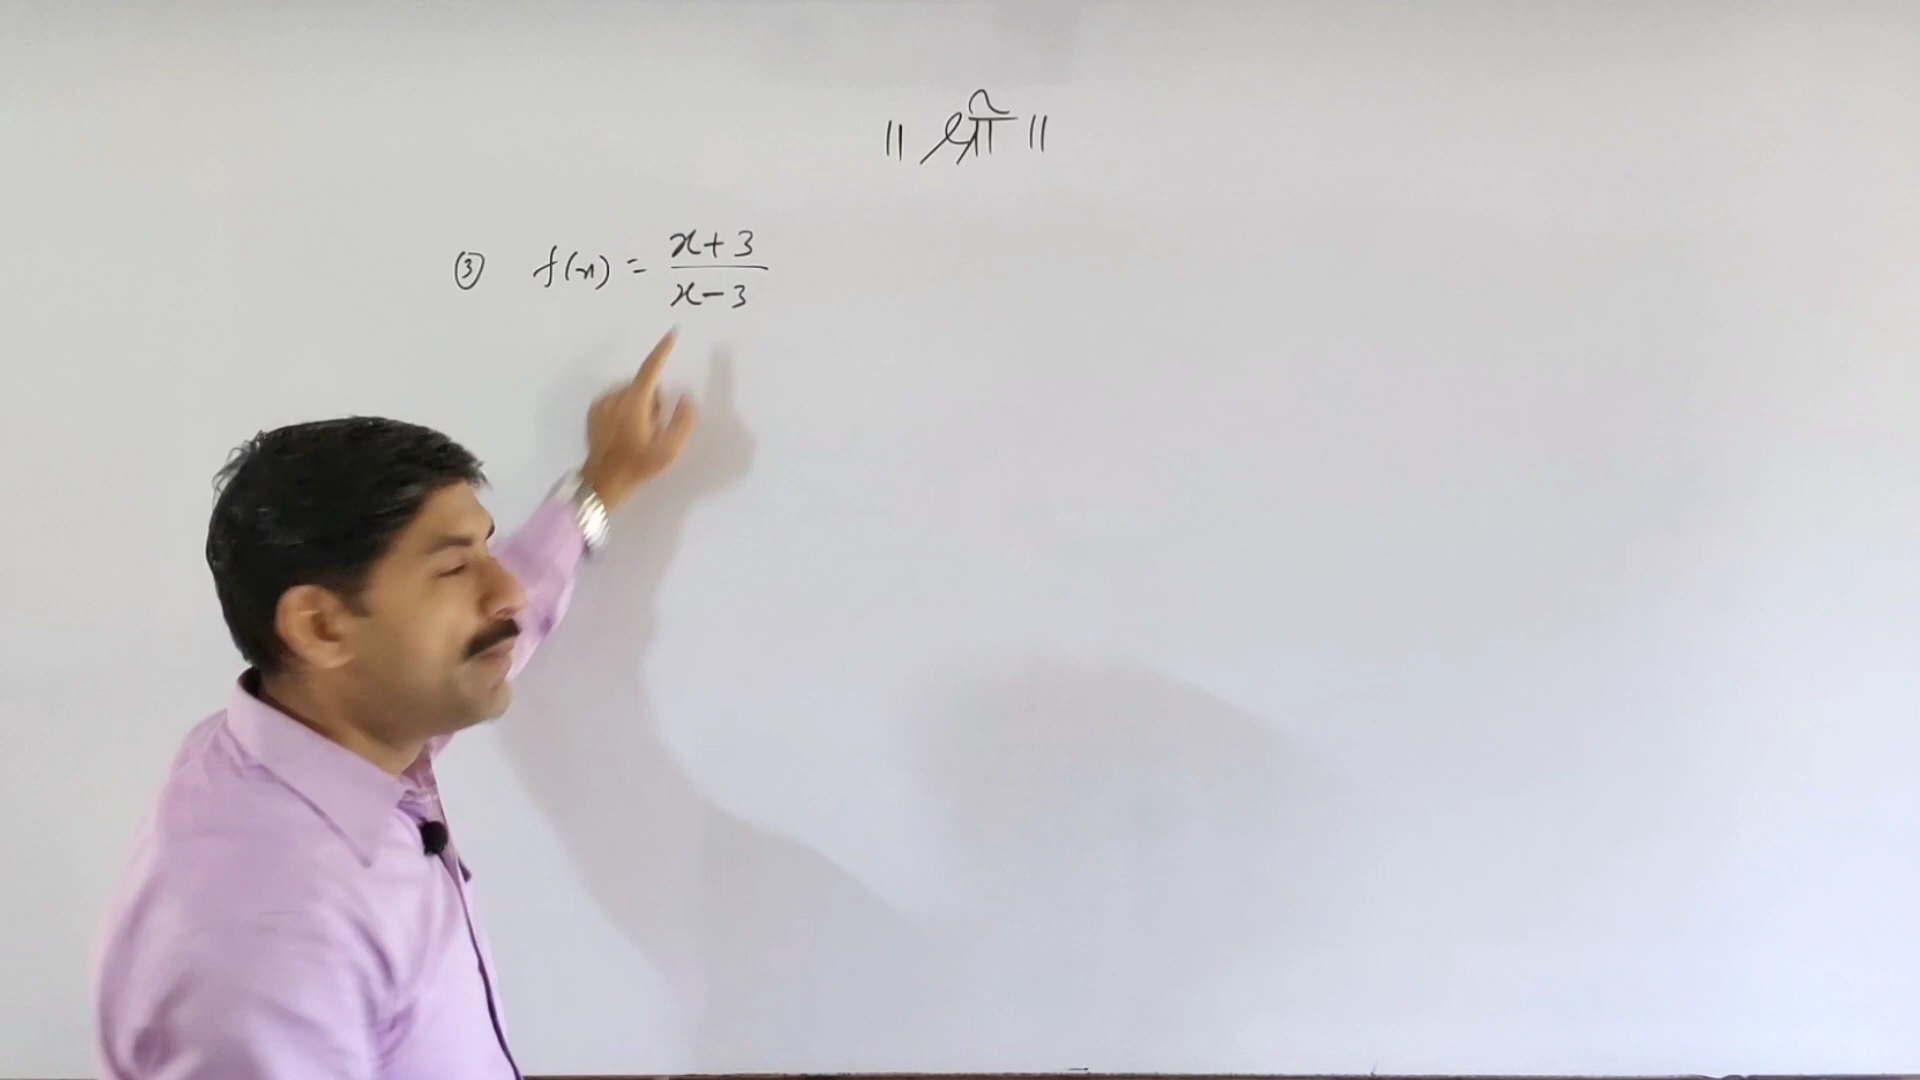 ॥ श्री ॥
③ f(x) = (x+3)/(x-3)